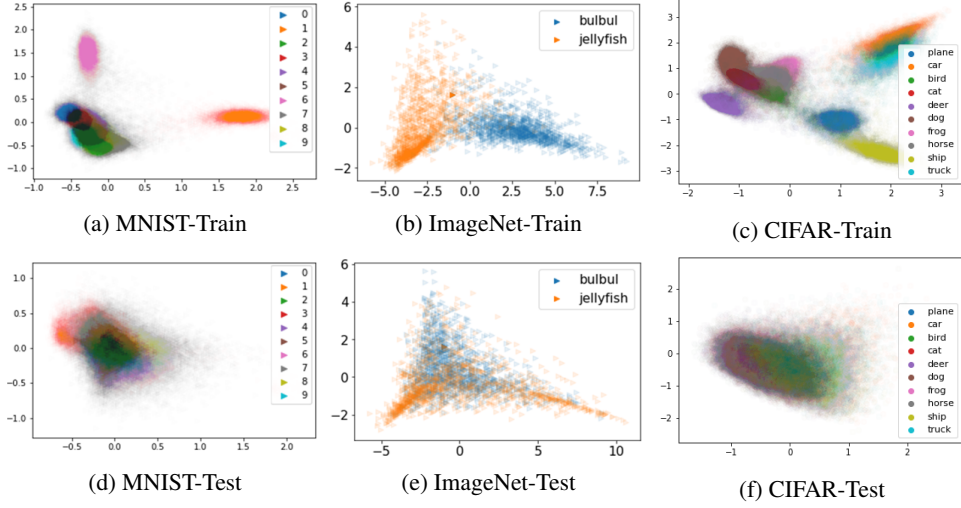 2.5
2.0
1.5
1.0
0.5
0.0
-0.5
-1.0
-1.0 -0.5 0.0 0.5 1.0 1.5 2.0 2.5
0
1
2
3
4
5
6
7
8
9
(a) MNIST-Train
6
4
2
0
-2
-5.0 -2.5 0.0 2.5 5.0 7.5
bulbul
jellyfish
(b) ImageNet-Train
3
2
1
0
-1
-2
-3
-2 -1 0 1 2 3
plane
car
bird
cat
deer
dog
frog
horse
ship
truck
(c) CIFAR-Train
1.0
0.5
0.0
-0.5
-1.0
-0.5 0.0 0.5 1.0 1.5 2.0
0
1
2
3
4
5
6
7
8
9
(d) MNIST-Test
6
4
2
0
-2
-5 0 5 10
bulbul
jellyfish
(e) ImageNet-Test
2
1
0
-1
-2
-1 0 1 2
plane
car
bird
cat
deer
dog
frog
horse
ship
truck
(f) CIFAR-Test